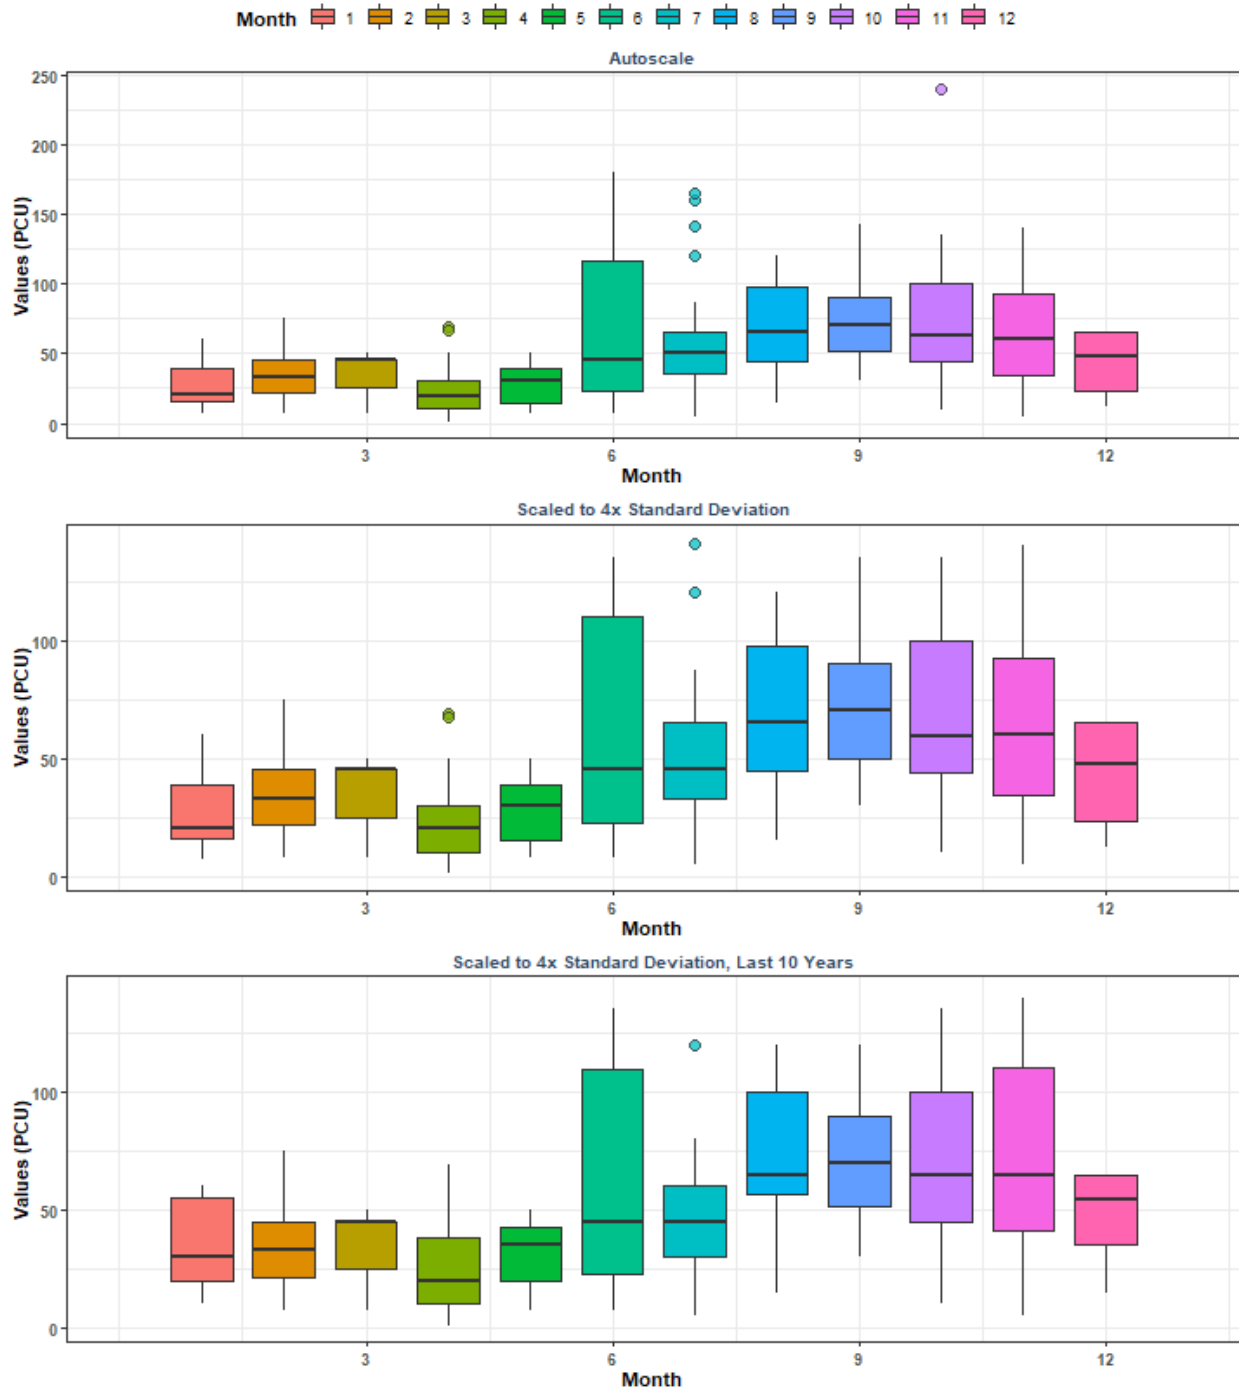 Month 1 2 3 4 5 6 7 8 9 10 11 12
Autoscale
Values (PCU)
250
200
150
100
50
0
3 6 9 12
Month
Scaled to 4x Standard Deviation
Values (PCU)
100
50
0
3 6 9 12
Month
Scaled to 4x Standard Deviation, Last 10 Years
Values (PCU)
100
50
0
3 6 9 12
Month